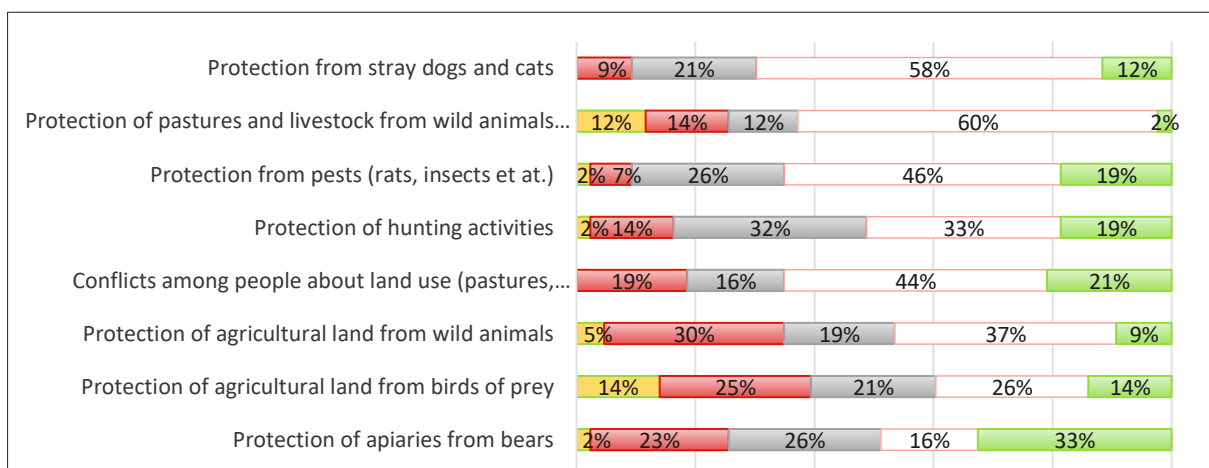 Protection from stray dogs and cats 9% 21% 58% 12%
Protection of pastures and livestock from wild animals… 12% 14% 12% 60% 2%
Protection from pests (rats, insects et at.) 2% 7% 26% 46% 19%
Protection of hunting activities 2% 14% 32% 33% 19%
Conflicts among people about land use (pastures,… 19% 16% 44% 21%
Protection of agricultural land from wild animals 5% 30% 19% 37% 9%
Protection of agricultural land from birds of prey 14% 25% 21% 26% 14%
Protection of apiaries from bears 2% 23% 26% 16% 33%